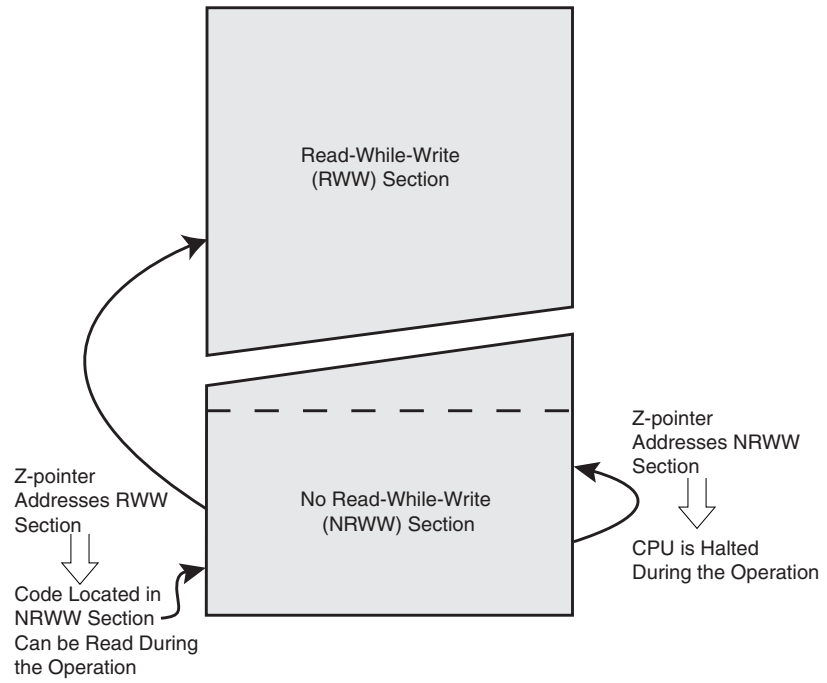 Read-While-Write
(RWW) Section
Z-pointer
Addresses NRWW
Section
Z-pointer
Addresses RWW
Section
No Read-While-Write
(NRWW) Section
CPU is Halted
During the Operation
Code Located in
NRWW Section
Can be Read During
the Operation